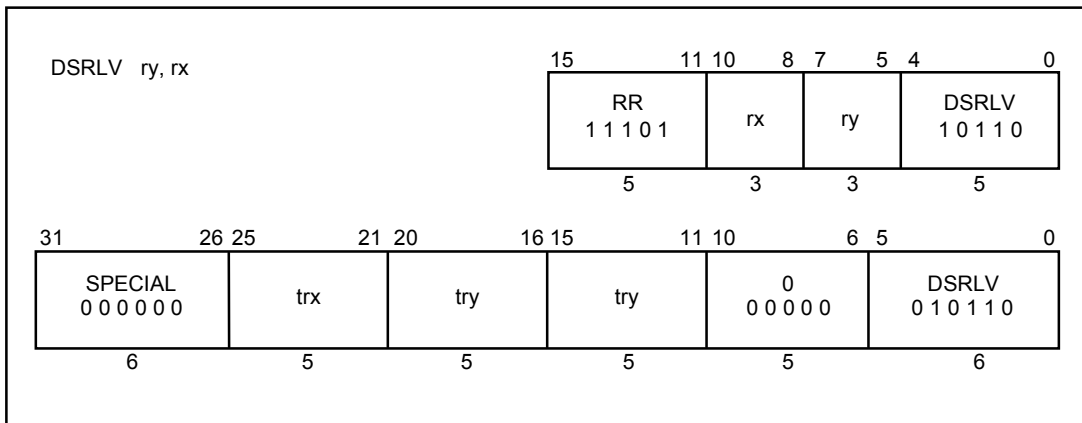 DSRLV ry, rx
15 11 10 8 7 5 4 0
RR rx ry DSRLV
1 1 1 0 1 1 0 1 1 0
5 3 3 5
31 26 25 21 20 16 15 11 10 6 5 0
SPECIAL trx try try 0 DSRLV
0 0 0 0 0 0 0 0 0 0 0 0 1 0 1 1 0
6 5 5 5 5 6